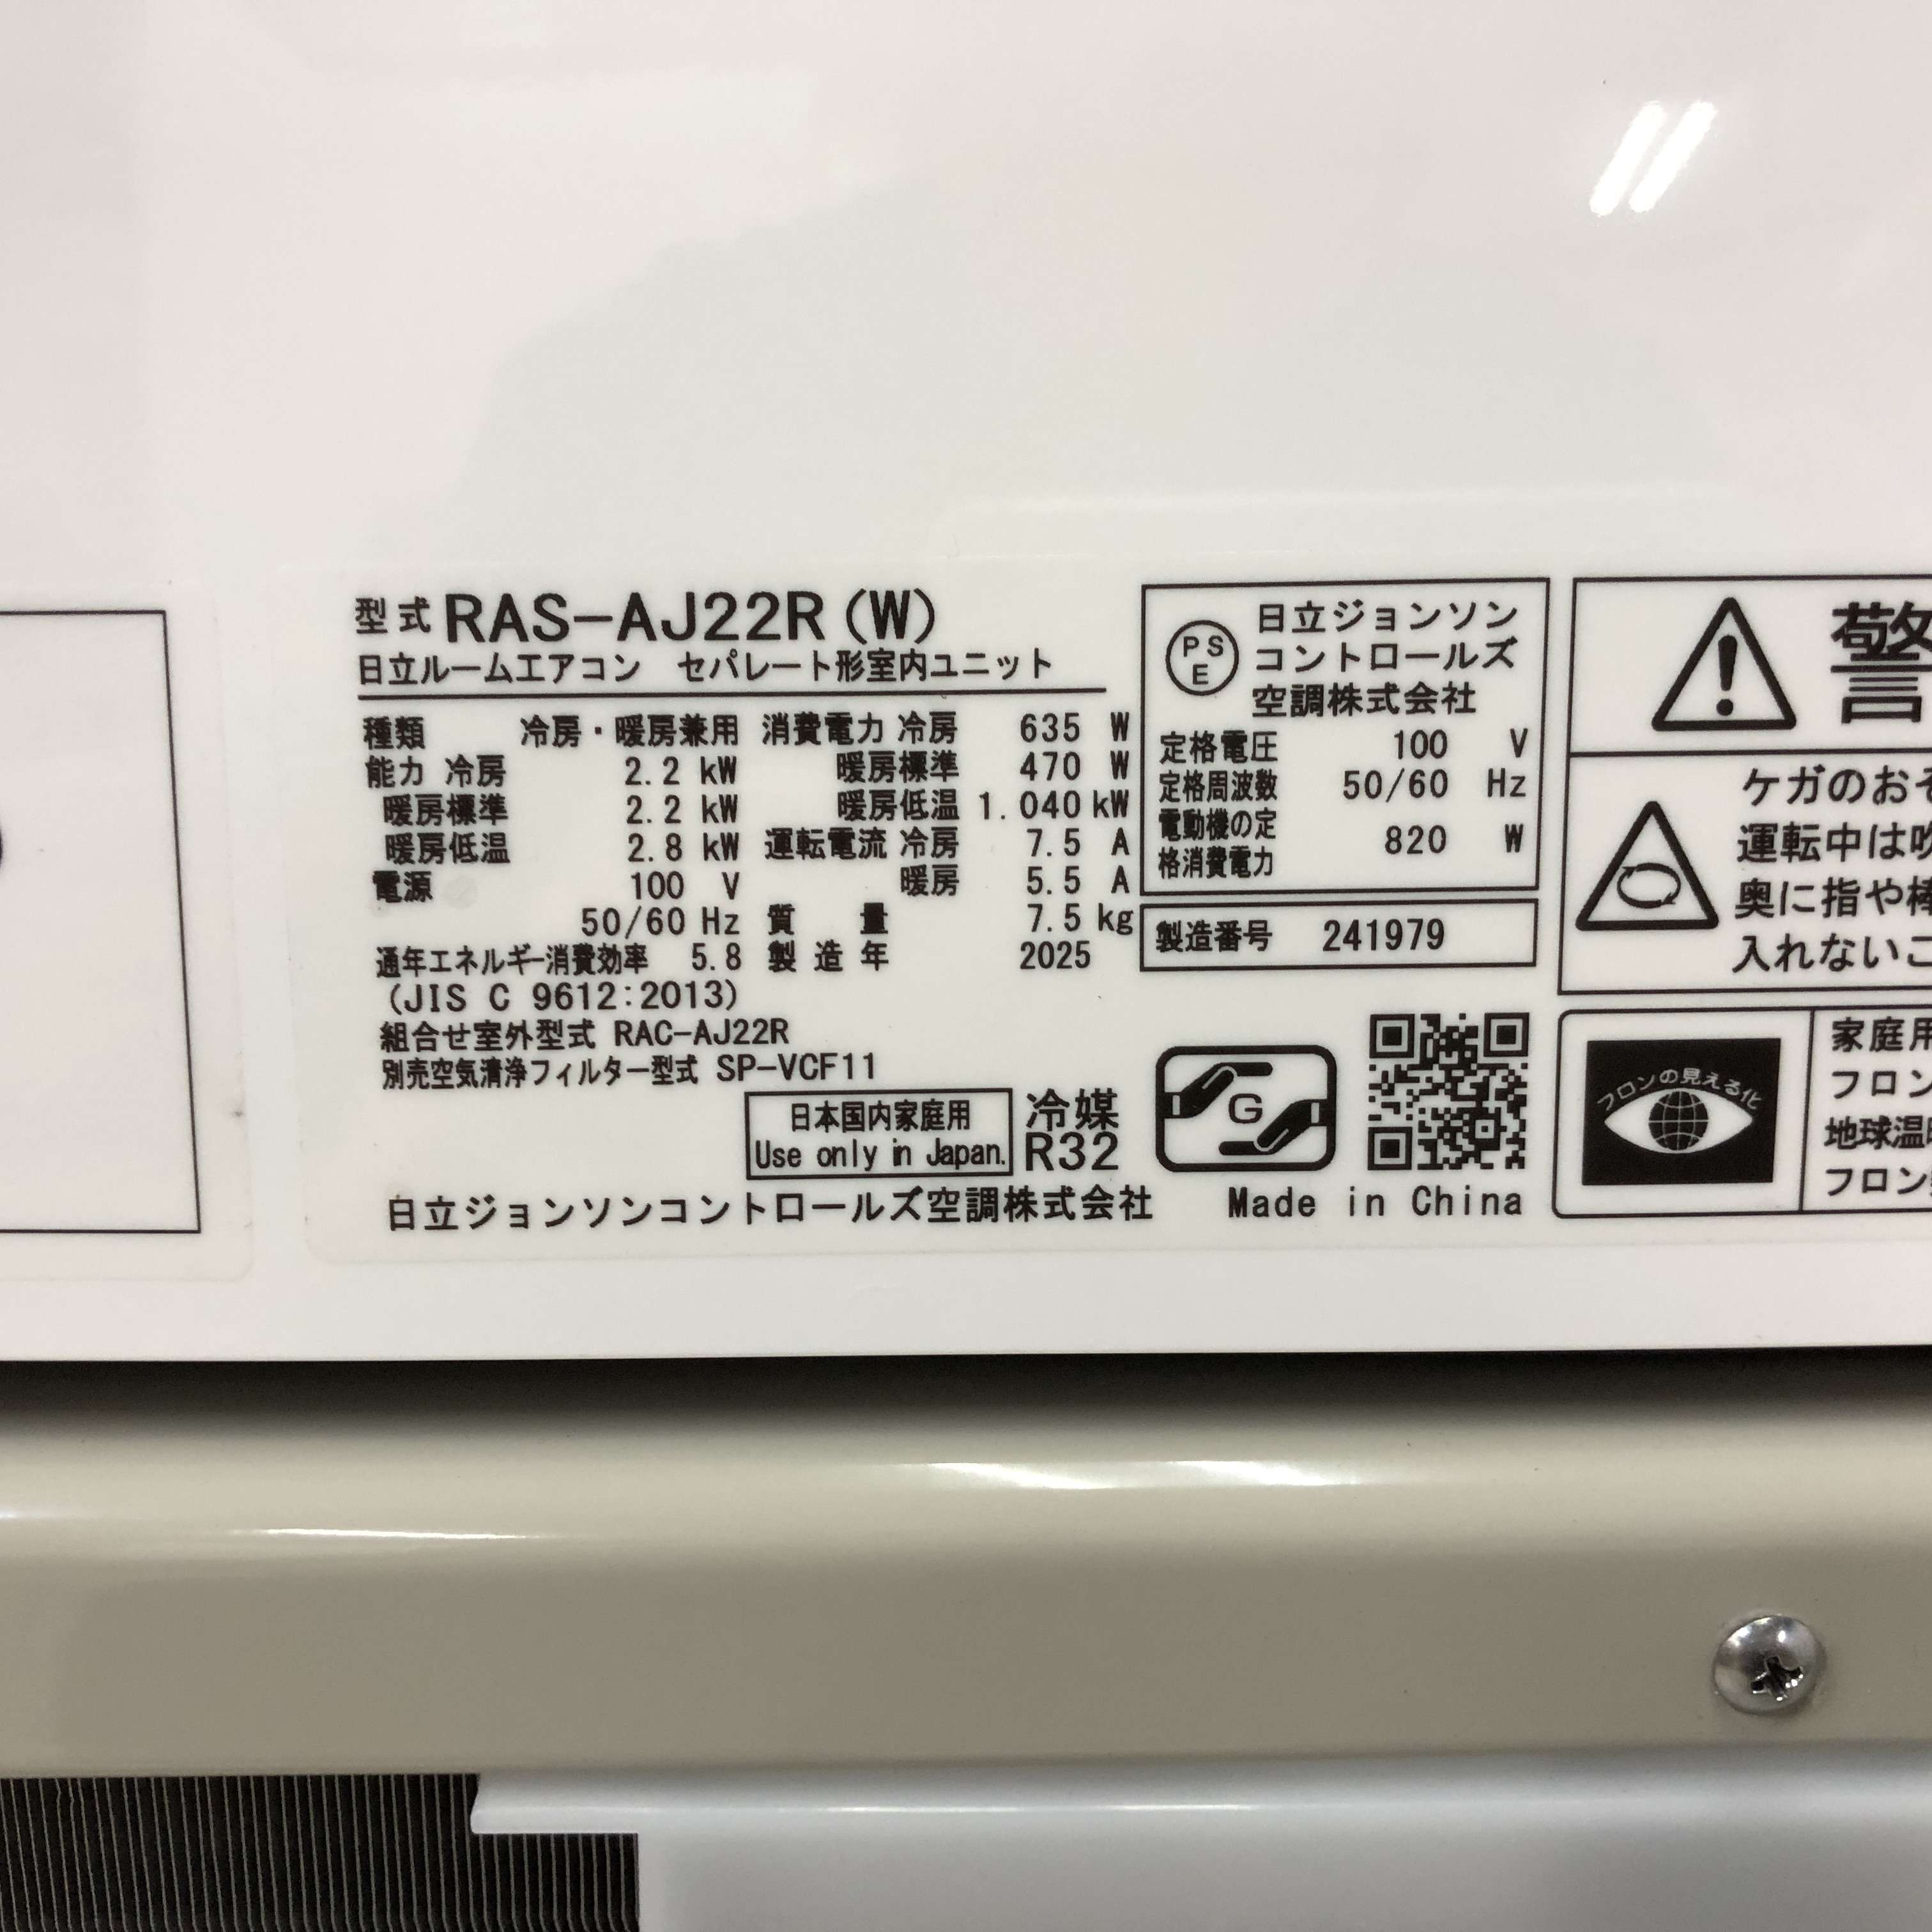 型式 RAS-AJ22R(W)
日立ルームエアコン セパレート形室内ユニット
種類 冷房・暖房兼用
能力 冷房 2.2 kW
暖房標準 2.2 kW
暖房低温 2.8 kW
電源 100 V
50/60 Hz
通年エネルギー消費効率 5.8
(JIS C 9612:2013)
消費電力 冷房 635 W
暖房標準 470 W
暖房低温 1.040 kW
運転電流 冷房 7.5 A
暖房 5.5 A
質量 7.5 kg
製造年 2025
組合せ室外型式 RAC-AJ22R
別売空気清浄フィルター型式 SP-VCF11
日本国内家庭用
Use only in Japan.
冷媒
R32
日立ジョンソンコントロールズ空調株式会社
PS
E
日立ジョンソン
コントロールズ
空調株式会社
定格電圧 100 V
定格周波数 50/60 Hz
電動機の定
格消費電力 820 W
製造番号 241979
G
Made in China
警
ケガのおそ
運転中は吹
奥に指や棒
入れないこ
フロンの見える化
家庭用
フロン
地球温
フロン